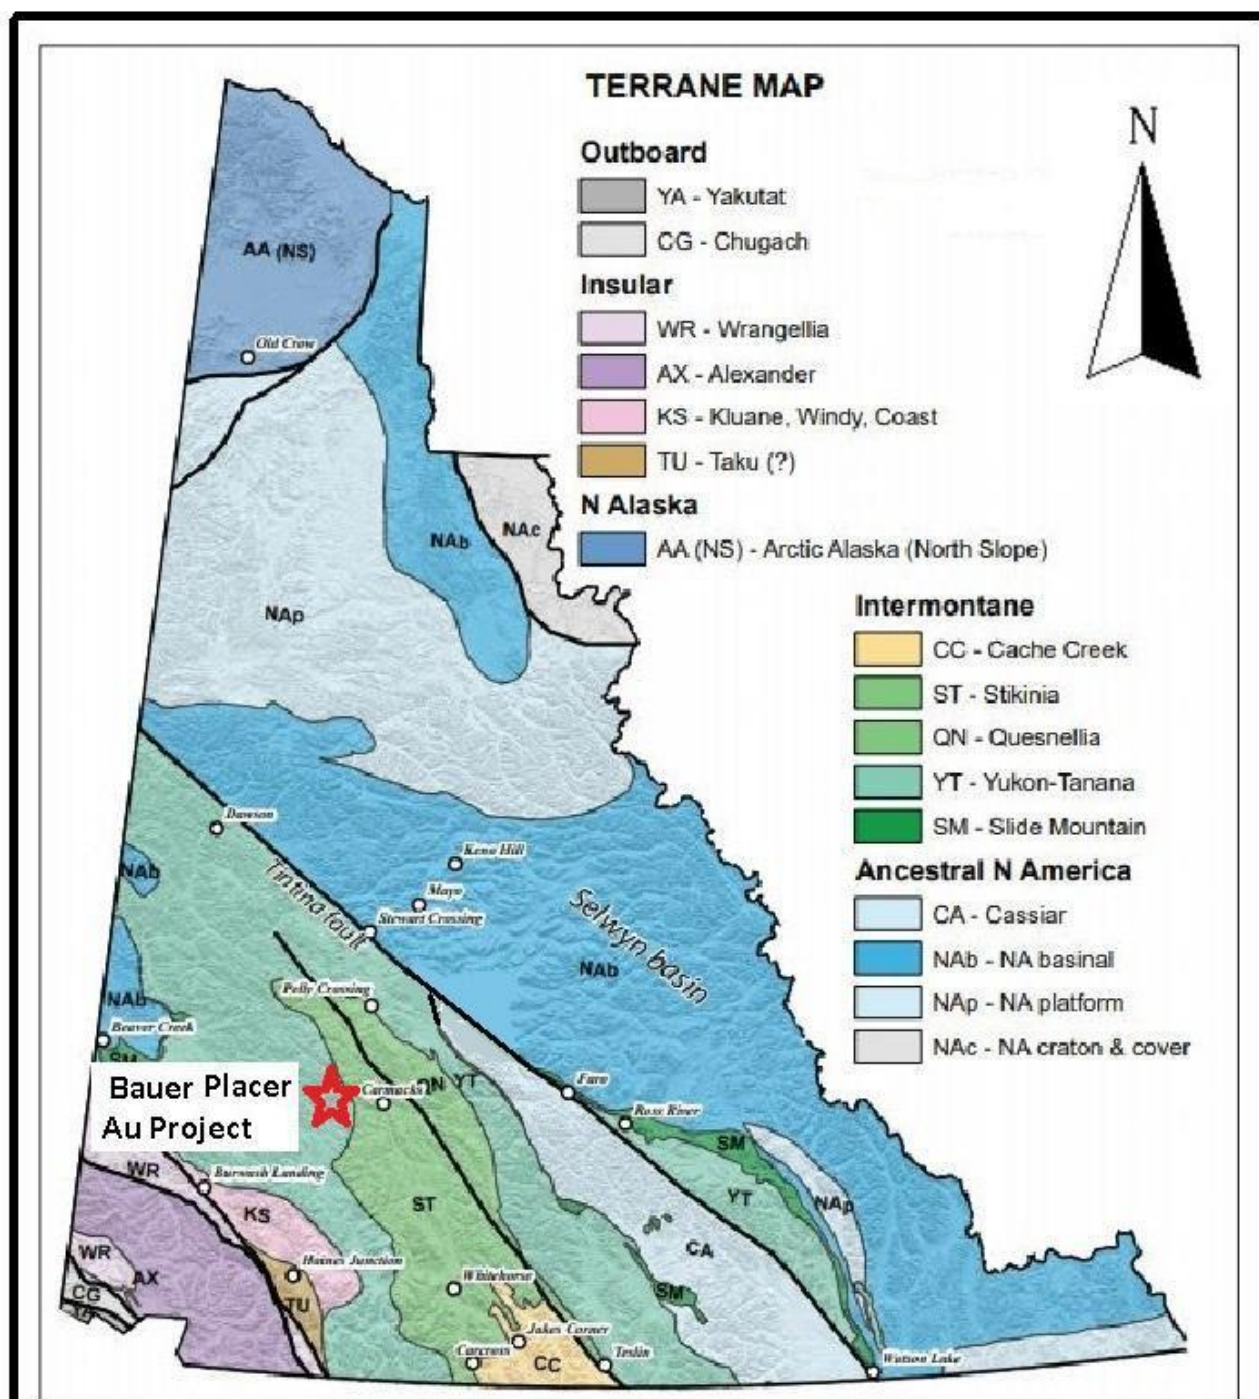 TERRANE MAP
N
Outboard
YA - Yakutat
CG - Chugach
Insular
WR - Wrangellia
AX - Alexander
KS - Kluane, Windy, Coast
TU - Taku (?)
N Alaska
AA (NS) - Arctic Alaska (North Slope)
Intermontane
CC - Cache Creek
ST - Stikinia
QN - Quesnellia
YT - Yukon-Tanana
SM - Slide Mountain
Ancestral N America
CA - Cassiar
NAb - NA basinal
NAp - NA platform
NAc - NA craton & cover
AA (NS)
Old Crow
NAb
NAc
NAp
Dawson
Keno Hill
NAb
Tintina fault
Mayo
Stewart Crossing
Selwyn basin
NAb
Pelly Crossing
NAb
Beaver Creek
SM
Bauer Placer
Au Project
Carmacks
QN
YT
Faro
Ross River
SM
WR
Burwash Landing
YT
NAp
KS
ST
CA
WR
AX
Haines Junction
Whitehorse
SM
CG
TU
Jakes Corner
Carcross
CC
Teslin
Watson Lake